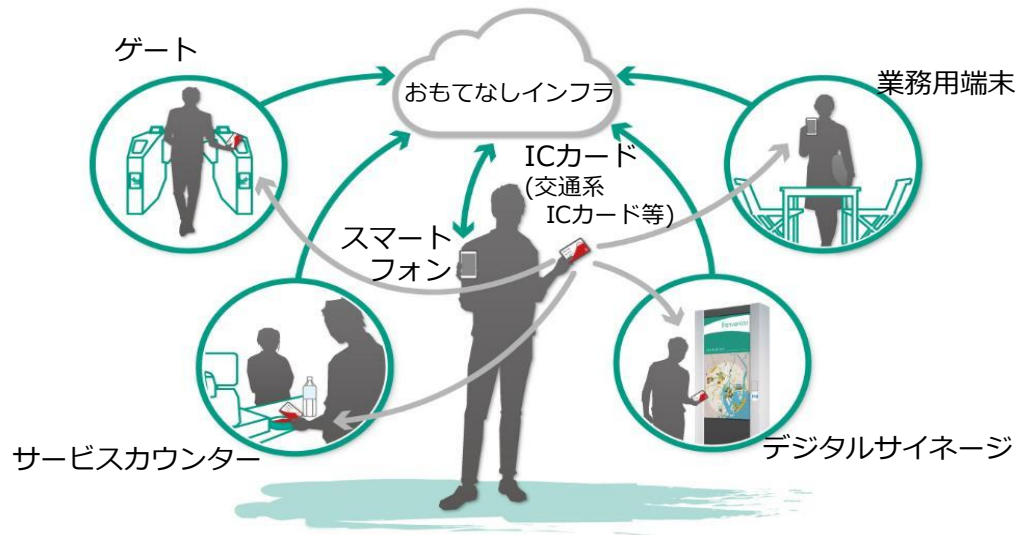 ゲート
おもてなしインフラ
業務用端末
ICカード
(交通系
ICカード等)
スマート
フォン
サービスカウンター
デジタルサイネージ